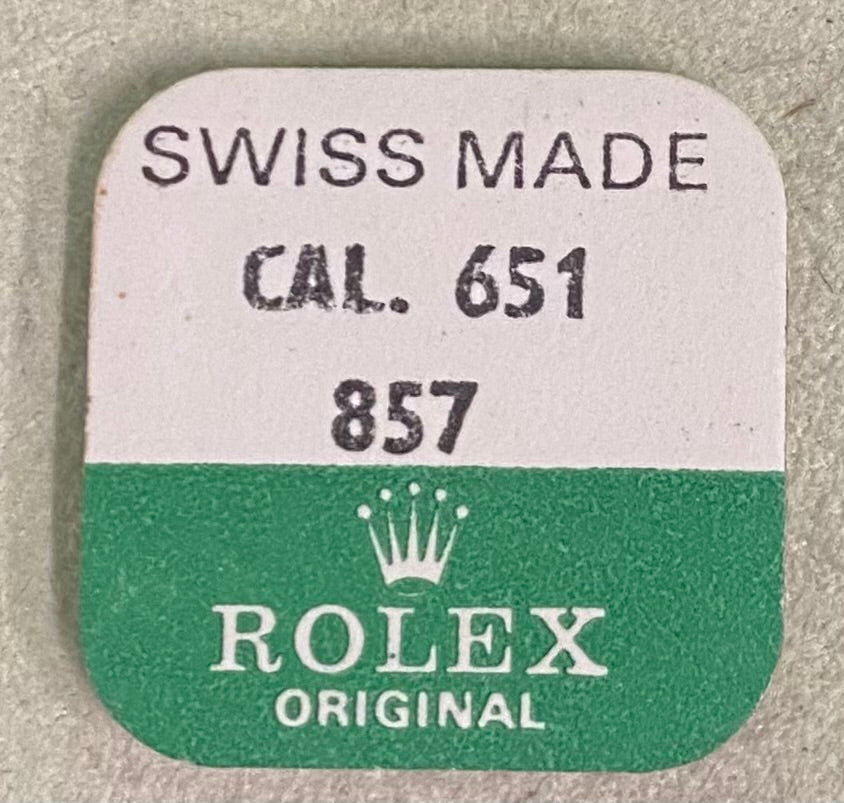 SWISS MADE
CAL. 651
857
ROLEX
ORIGINAL